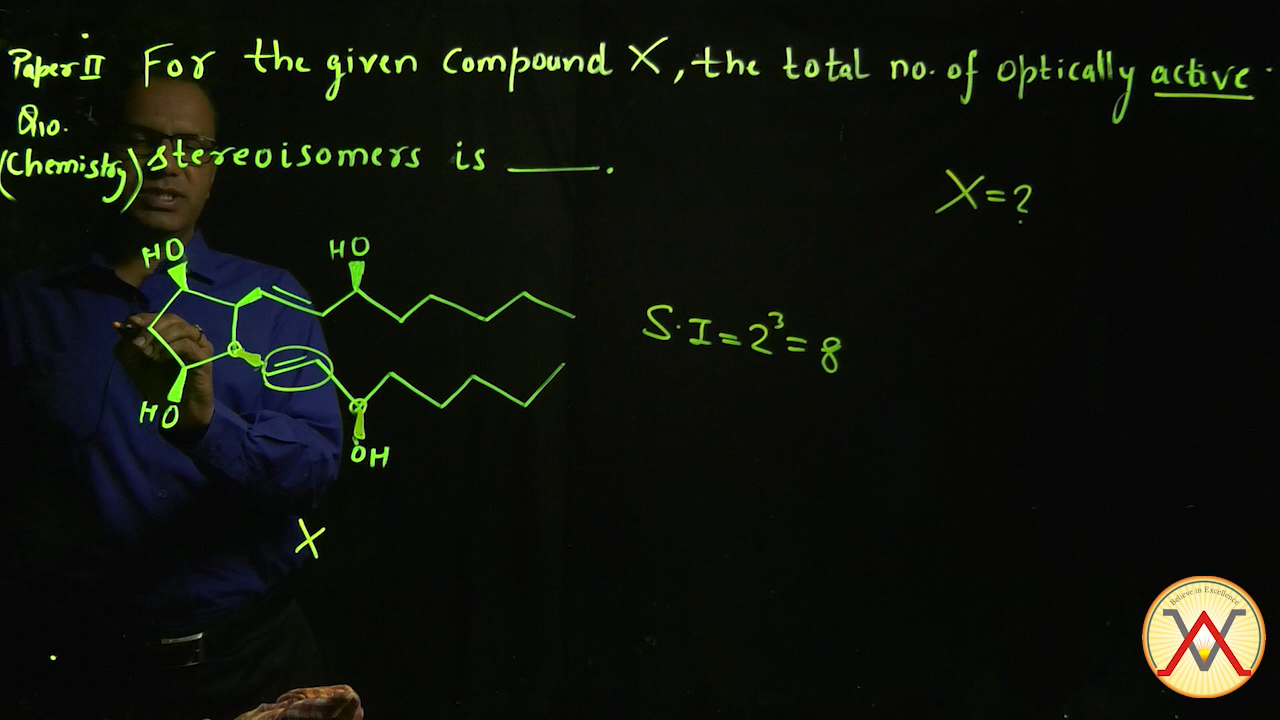 Paper II For the given compound X, the total no. of optically active
Q10.
(Chemistry) stereoisomers is ____.
X = ?
HO
HO
S.I = 2³ = 8
HO
OH
X
Believe in Excellence